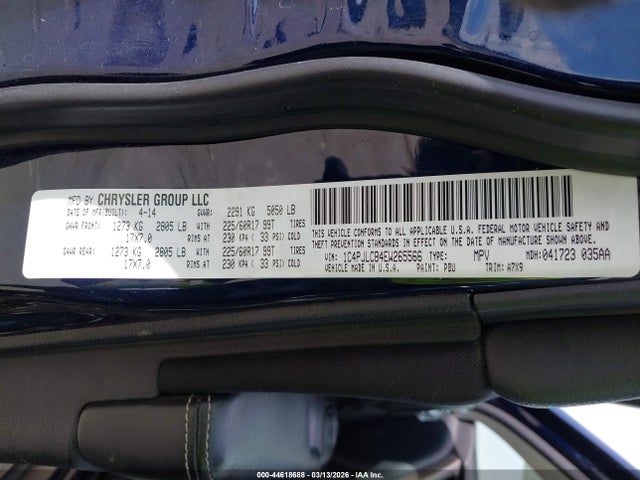 MFD BY CHRYSLER GROUP LLC
DATE OF MFR(BUILT): 4-14 GVWR: 2291 KG 5050 LB
GAWR FRONT: 1273 KG 2805 LB WITH 225/60R17 99T TIRES
17X7.0 RIMS AT 230 KPA( 33 PSI) COLD
GAWR REAR: 1273 KG 2805 LB WITH 225/60R17 99T TIRES
17X7.0 RIMS AT 230 KPA( 33 PSI) COLD
THIS VEHICLE CONFORMS TO ALL APPLICABLE U.S.A. FEDERAL MOTOR VEHICLE SAFETY AND
THEFT PREVENTION STANDARDS IN EFFECT ON THE DATE OF MANUFACTURE SHOWN ABOVE.
VIN: 1C4PJLCB4EW265566 TYPE: MPV MDH: 041723 035AA
VEHICLE MADE IN U.S.A. PAINT: PBU TRIM: A7X9
000-44618688 - 03/13/2026 - IAA Corp.